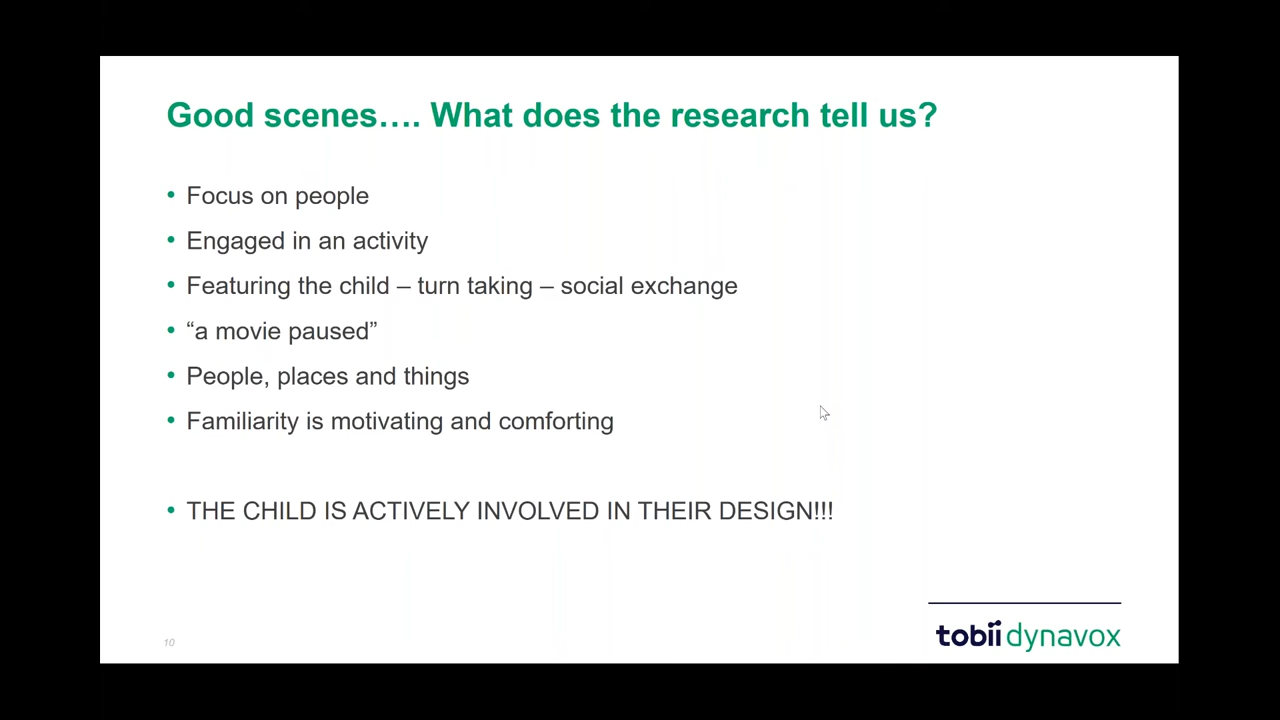 Good scenes…. What does the research tell us?
• Focus on people
• Engaged in an activity
• Featuring the child – turn taking – social exchange
• “a movie paused”
• People, places and things
• Familiarity is motivating and comforting
• THE CHILD IS ACTIVELY INVOLVED IN THEIR DESIGN!!!
10
tobii dynavox